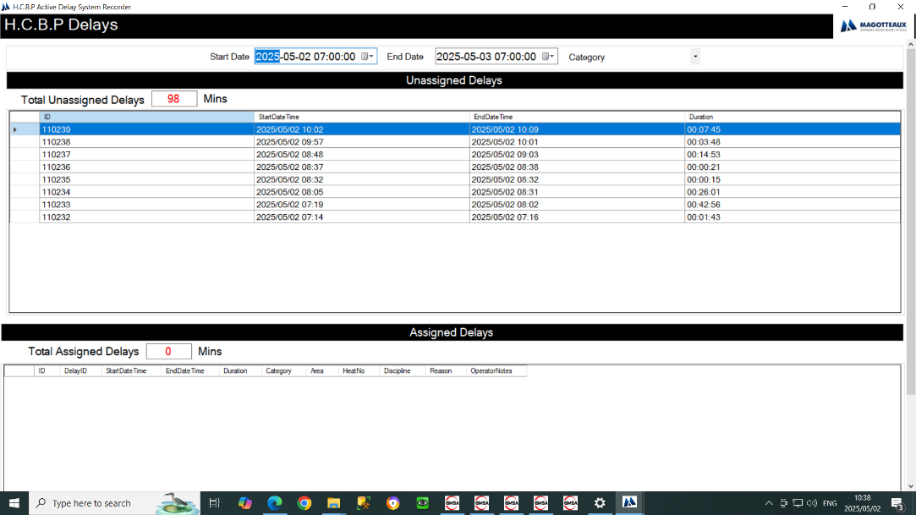 H.C.B.P Active Delay System Recorder
H.C.B.P Delays
MAGOTTEAUX
Start Date 2025-05-02 07:00:00 End Date 2025-05-03 07:00:00 Category
Unassigned Delays
Total Unassigned Delays 98 Mins
ID StartDateTime EndDateTime Duration
110239 2025/05/02 10:02 2025/05/02 10:09 00:07:45
110238 2025/05/02 09:57 2025/05/02 10:01 00:03:48
110237 2025/05/02 08:48 2025/05/02 09:03 00:14:53
110236 2025/05/02 08:37 2025/05/02 08:38 00:00:21
110235 2025/05/02 08:32 2025/05/02 08:32 00:00:15
110234 2025/05/02 08:05 2025/05/02 08:31 00:26:01
110233 2025/05/02 07:19 2025/05/02 08:02 00:42:56
110232 2025/05/02 07:14 2025/05/02 07:16 00:01:43
Assigned Delays
Total Assigned Delays 0 Mins
ID DelayID StartDateTime EndDateTime Duration Category Area HeatNo Discipline Reason OperatorNotes
Type here to search
GMSA GMSA GMSA GMSA GMSA
ENG
10:38
2025/05/02
3